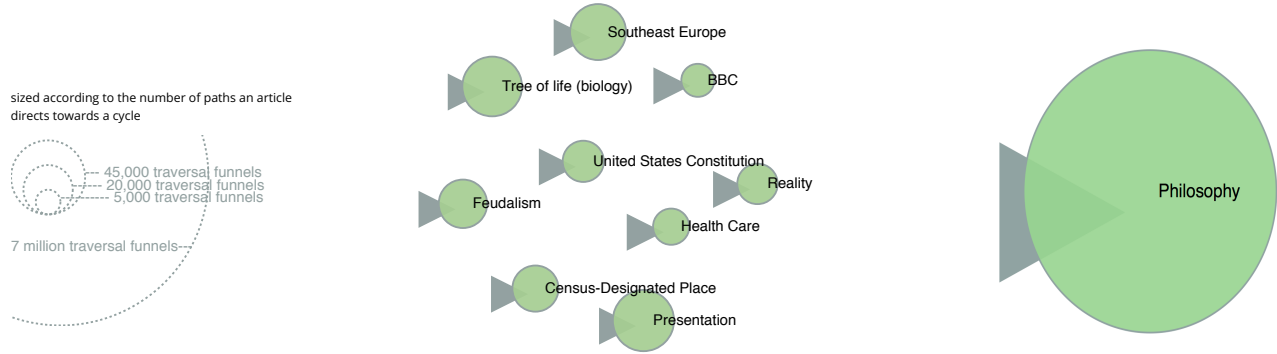 sized according to the number of paths an article
directs towards a cycle
45,000 traversal funnels
20,000 traversal funnels
5,000 traversal funnels
7 million traversal funnels
Southeast Europe
Tree of life (biology)
BBC
United States Constitution
Reality
Feudalism
Health Care
Census-Designated Place
Presentation
Philosophy